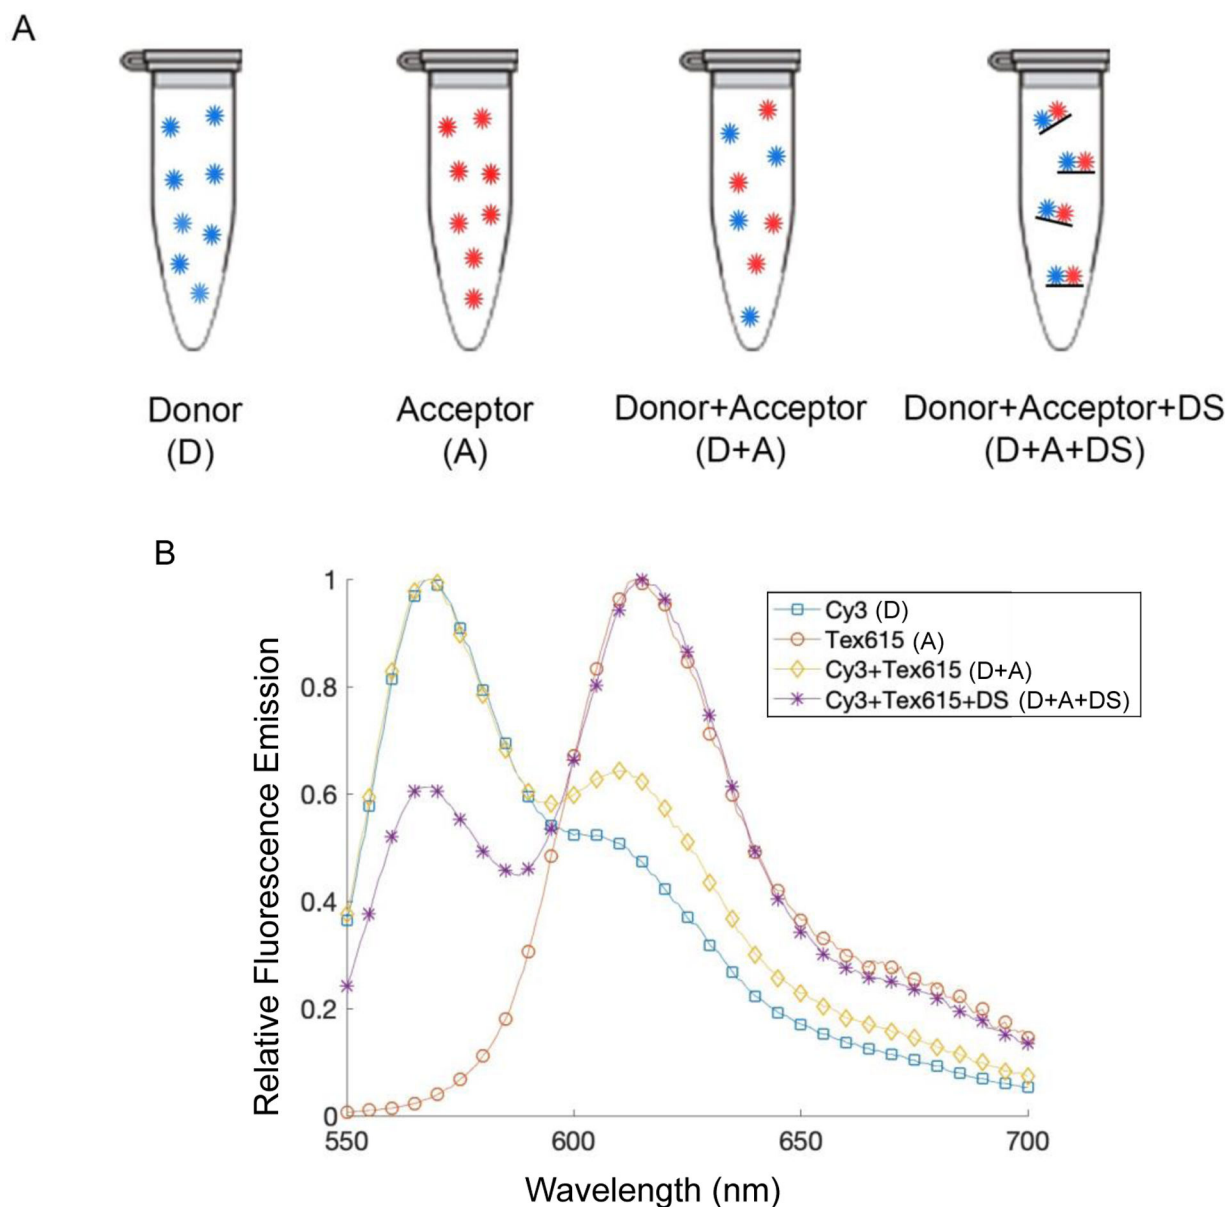 A
Donor
(D)
Acceptor
(A)
Donor+Acceptor
(D+A)
Donor+Acceptor+DS
(D+A+DS)
B
Relative Fluorescence Emission
1
0.8
0.6
0.4
0.2
0
550
600
650
700
Wavelength (nm)
Cy3 (D)
Tex615 (A)
Cy3+Tex615 (D+A)
Cy3+Tex615+DS (D+A+DS)